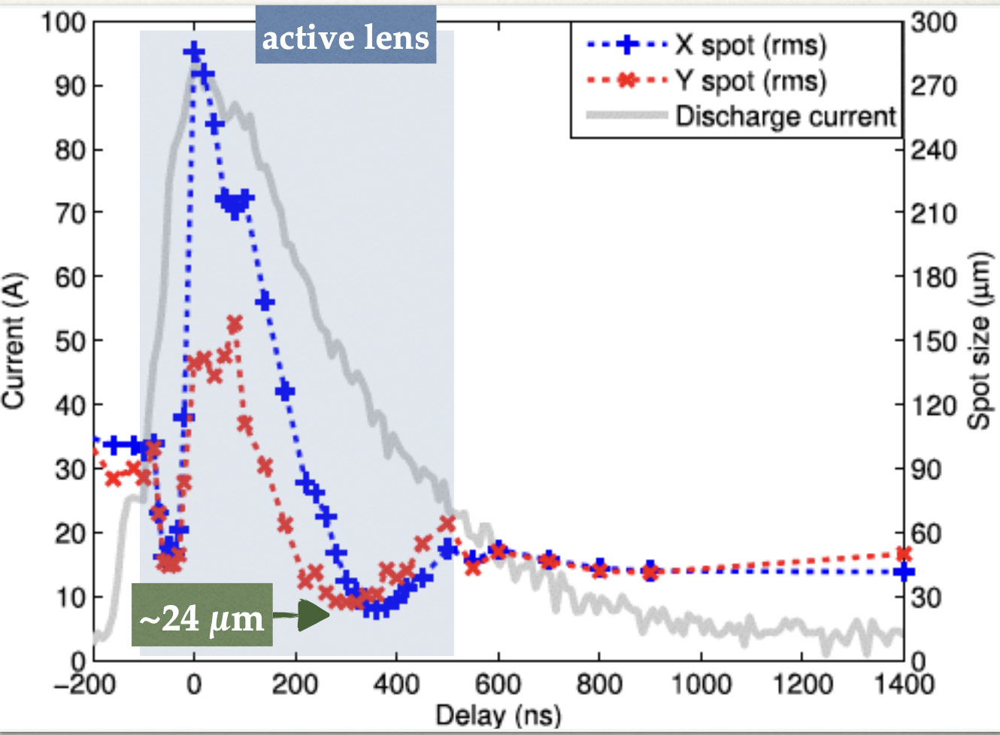 active lens
X spot (rms)
Y spot (rms)
Discharge current
100
90
80
70
60
50
40
30
20
10
0
Current (A)
300
270
240
210
180
150
120
90
60
30
0
Spot size (μm)
~24 μm
−200 0 200 400 600 800 1000 1200 1400
Delay (ns)